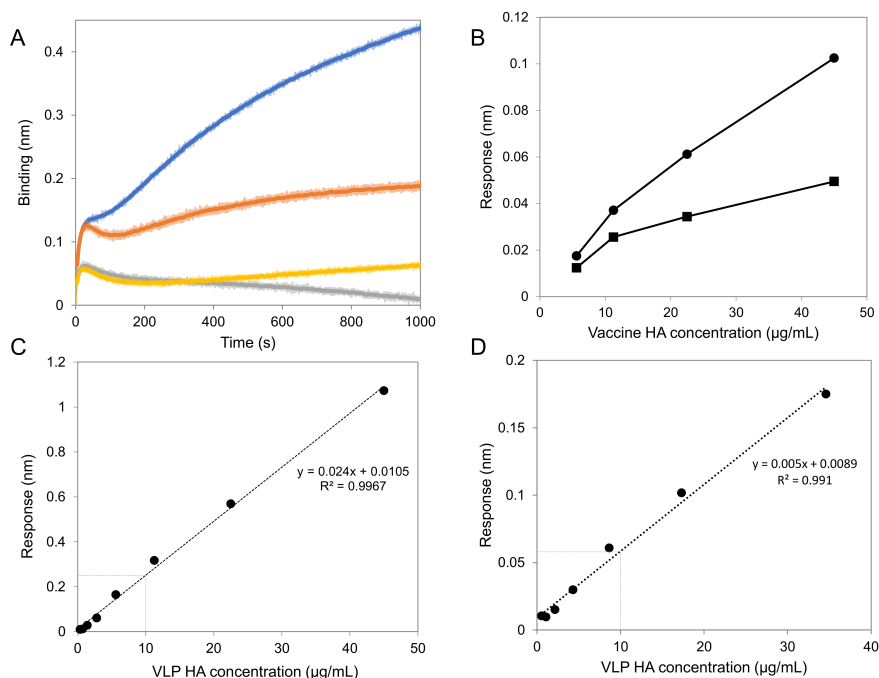 A
Binding (nm)
0.4
0.3
0.2
0.1
0
0 200 400 600 800 1000
Time (s)
B
Response (nm)
0.12
0.1
0.08
0.06
0.04
0.02
0
0 10 20 30 40 50
Vaccine HA concentration (µg/mL)
C
Response (nm)
1.2
1
0.8
0.6
0.4
0.2
0
y = 0.024x + 0.0105
R² = 0.9967
0 10 20 30 40 50
VLP HA concentration (µg/mL)
D
Response (nm)
0.2
0.15
0.1
0.05
0
y = 0.005x + 0.0089
R² = 0.991
0 10 20 30 40
VLP HA concentration (µg/mL)